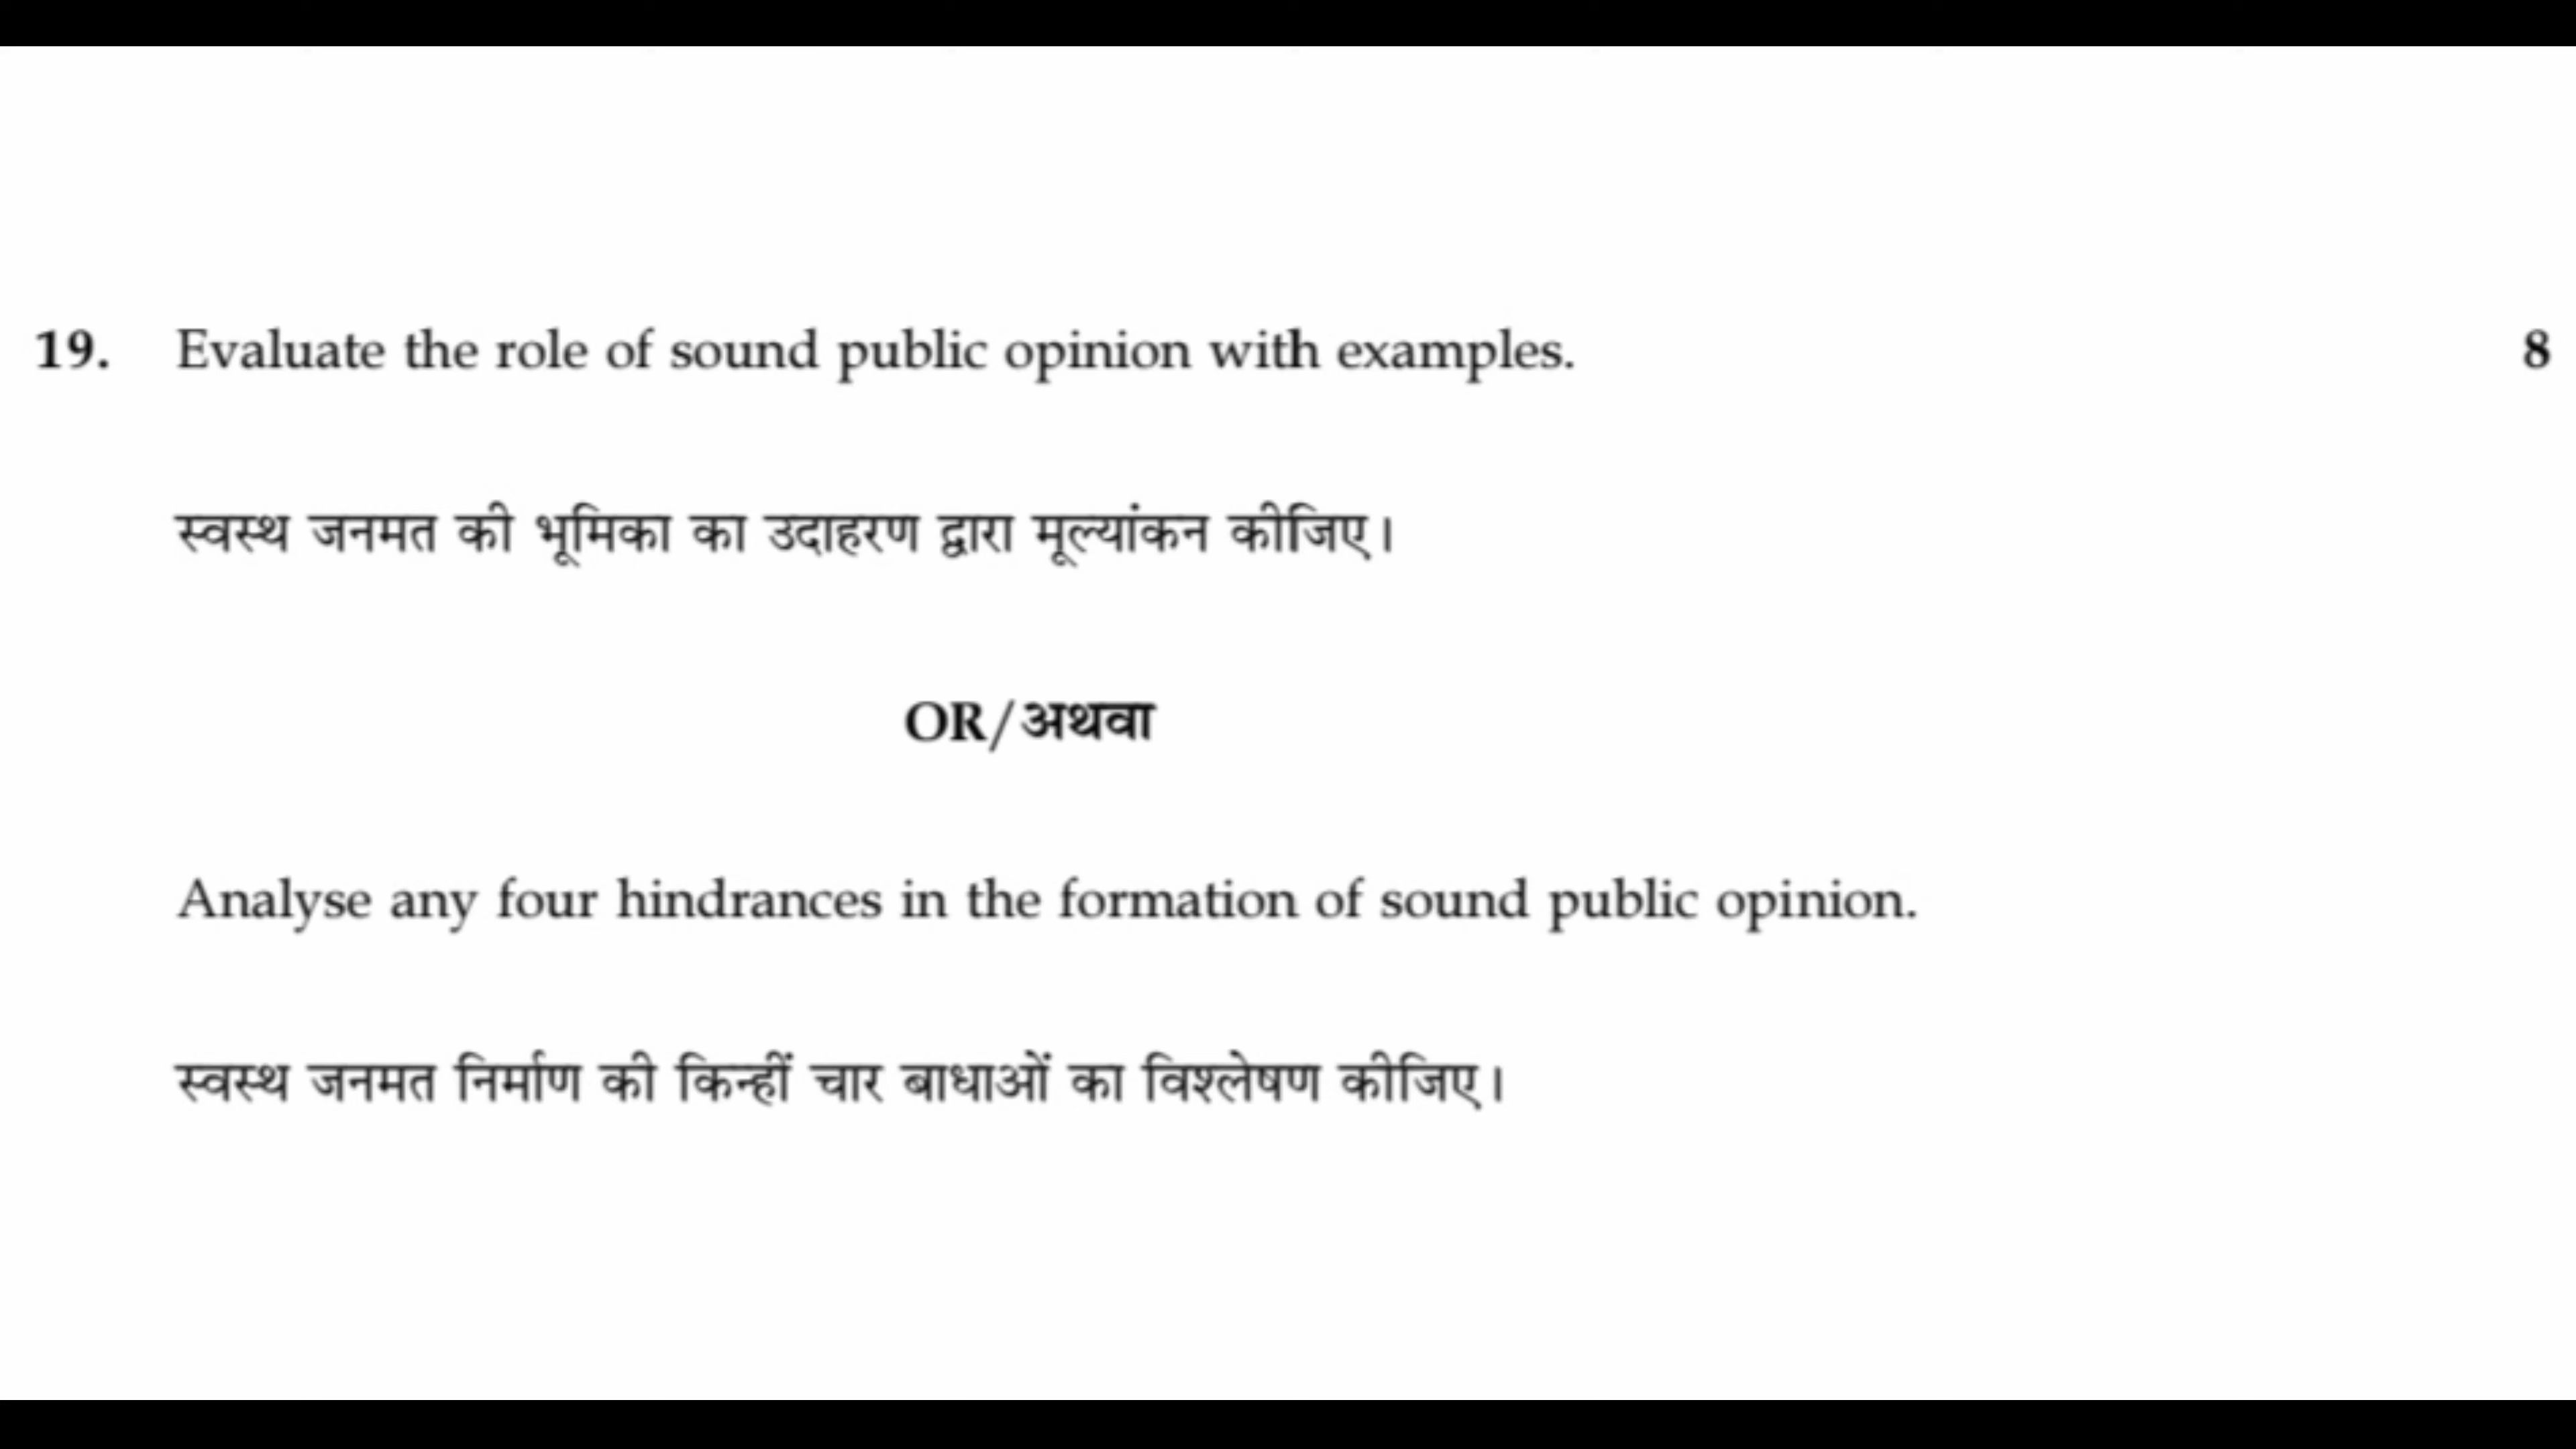 19. Evaluate the role of sound public opinion with examples. 8
स्वस्थ जनमत की भूमिका का उदाहरण द्वारा मूल्यांकन कीजिए।
OR/अथवा
Analyse any four hindrances in the formation of sound public opinion.
स्वस्थ जनमत निर्माण की किन्हीं चार बाधाओं का विश्लेषण कीजिए।